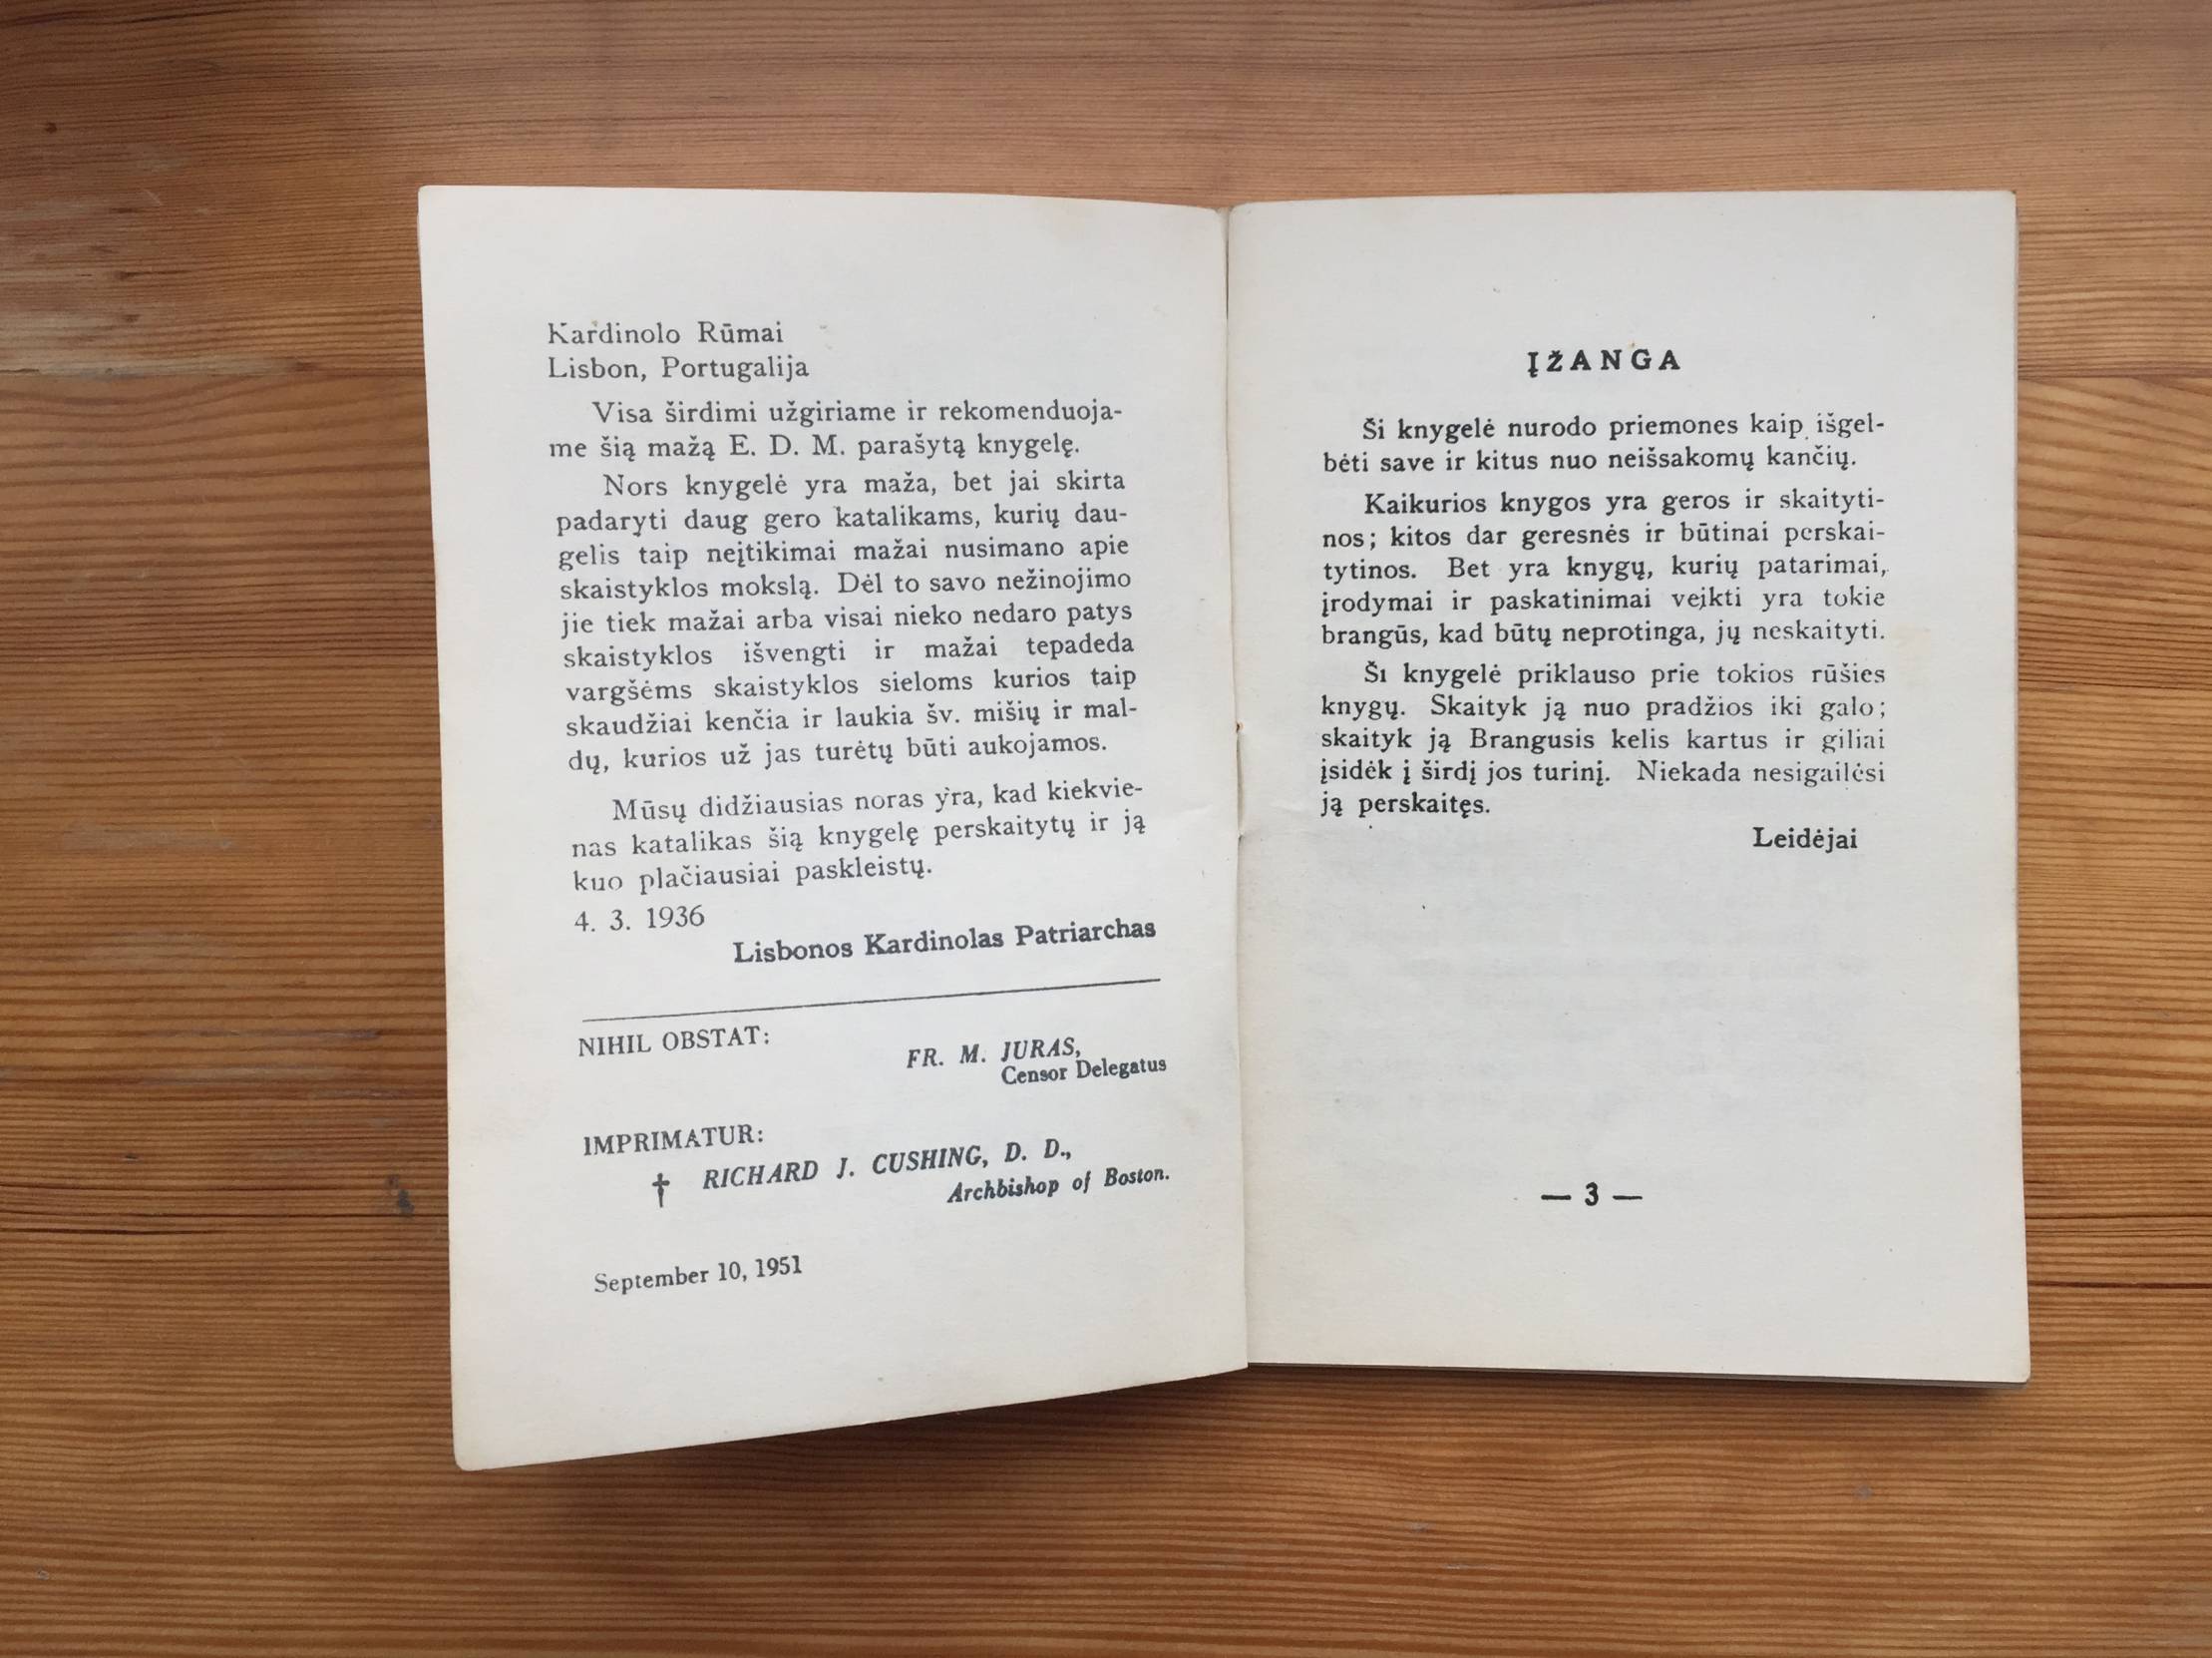 Kardinolo Rūmai
Lisbon, Portugalija
Visa širdimi užgiriame ir rekomenduoja-
me šią mažą E. D. M. parašytą knygelę.
Nors knygelė yra maža, bet jai skirta
padaryti daug gero katalikams, kurių dau-
gelis taip neįtikimai mažai nusimano apie
skaistyklos mokslą. Dėl to savo nežinojimo
jie tiek mažai arba visai nieko nedaro patys
skaistyklos išvengti ir mažai tepadeda
vargšėms skaistyklos sieloms kurios taip
skaudžiai kenčia ir laukia šv. mišių ir mal-
dų, kurios už jas turėtų būti aukojamos.
Mūsų didžiausias noras yra, kad kiekvie-
nas katalikas šią knygelę perskaitytų ir ją
kuo plačiausiai paskleistų.
4. 3. 1936
Lisbonos Kardinolas Patriarchas
NIHIL OBSTAT:
FR. M. JURAS,
Censor Delegatus
IMPRIMATUR:
† RICHARD J. CUSHING, D. D.,
Archbishop of Boston.
September 10, 1951
ĮŽANGA
Ši knygelė nurodo priemones kaip išgel-
bėti save ir kitus nuo neišsakomų kančių.
Kaikurios knygos yra geros ir skaityti-
nos; kitos dar geresnės ir būtinai perskai-
tytinos. Bet yra knygų, kurių patarimai,
įrodymai ir paskatinimai veikti yra tokie
brangūs, kad būtų neprotinga, jų neskaityti.
Ši knygelė priklauso prie tokios rūšies
knygų. Skaityk ją nuo pradžios iki galo;
skaityk ją Brangusis kelis kartus ir giliai
įsidėk į širdį jos turinį. Niekada nesigailėsi
ją perskaitęs.
Leidėjai
— 3 —